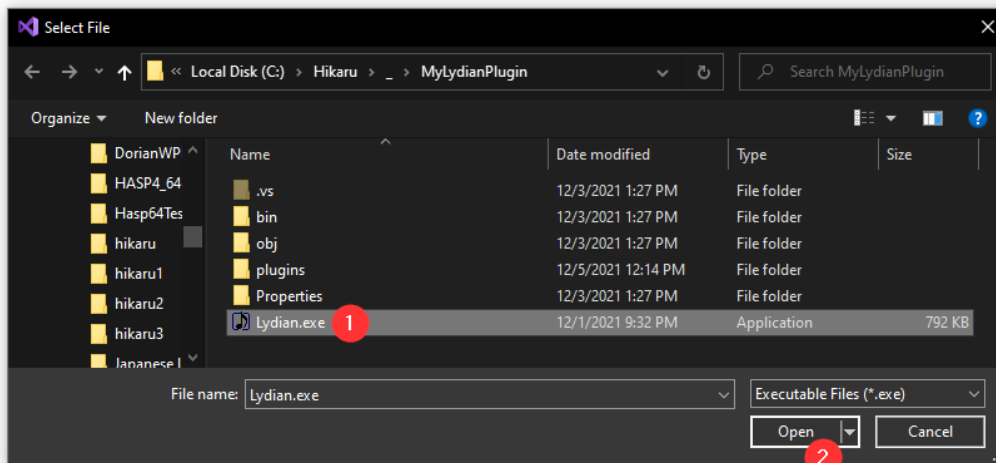 Select File
« Local Disk (C:) › Hikaru › _ › MyLydianPlugin
Search MyLydianPlugin
Organize New folder
Name Date modified Type Size
DorianWP
HASP4_64
Hasp64Tes
hikaru
hikaru1
hikaru2
hikaru3
Japanese
.vs 12/3/2021 1:27 PM File folder
bin 12/3/2021 1:27 PM File folder
obj 12/3/2021 1:27 PM File folder
plugins 12/5/2021 12:14 PM File folder
Properties 12/3/2021 1:27 PM File folder
Lydian.exe 1 12/1/2021 9:32 PM Application 792 KB
File name: Lydian.exe Executable Files (*.exe)
Open Cancel
2